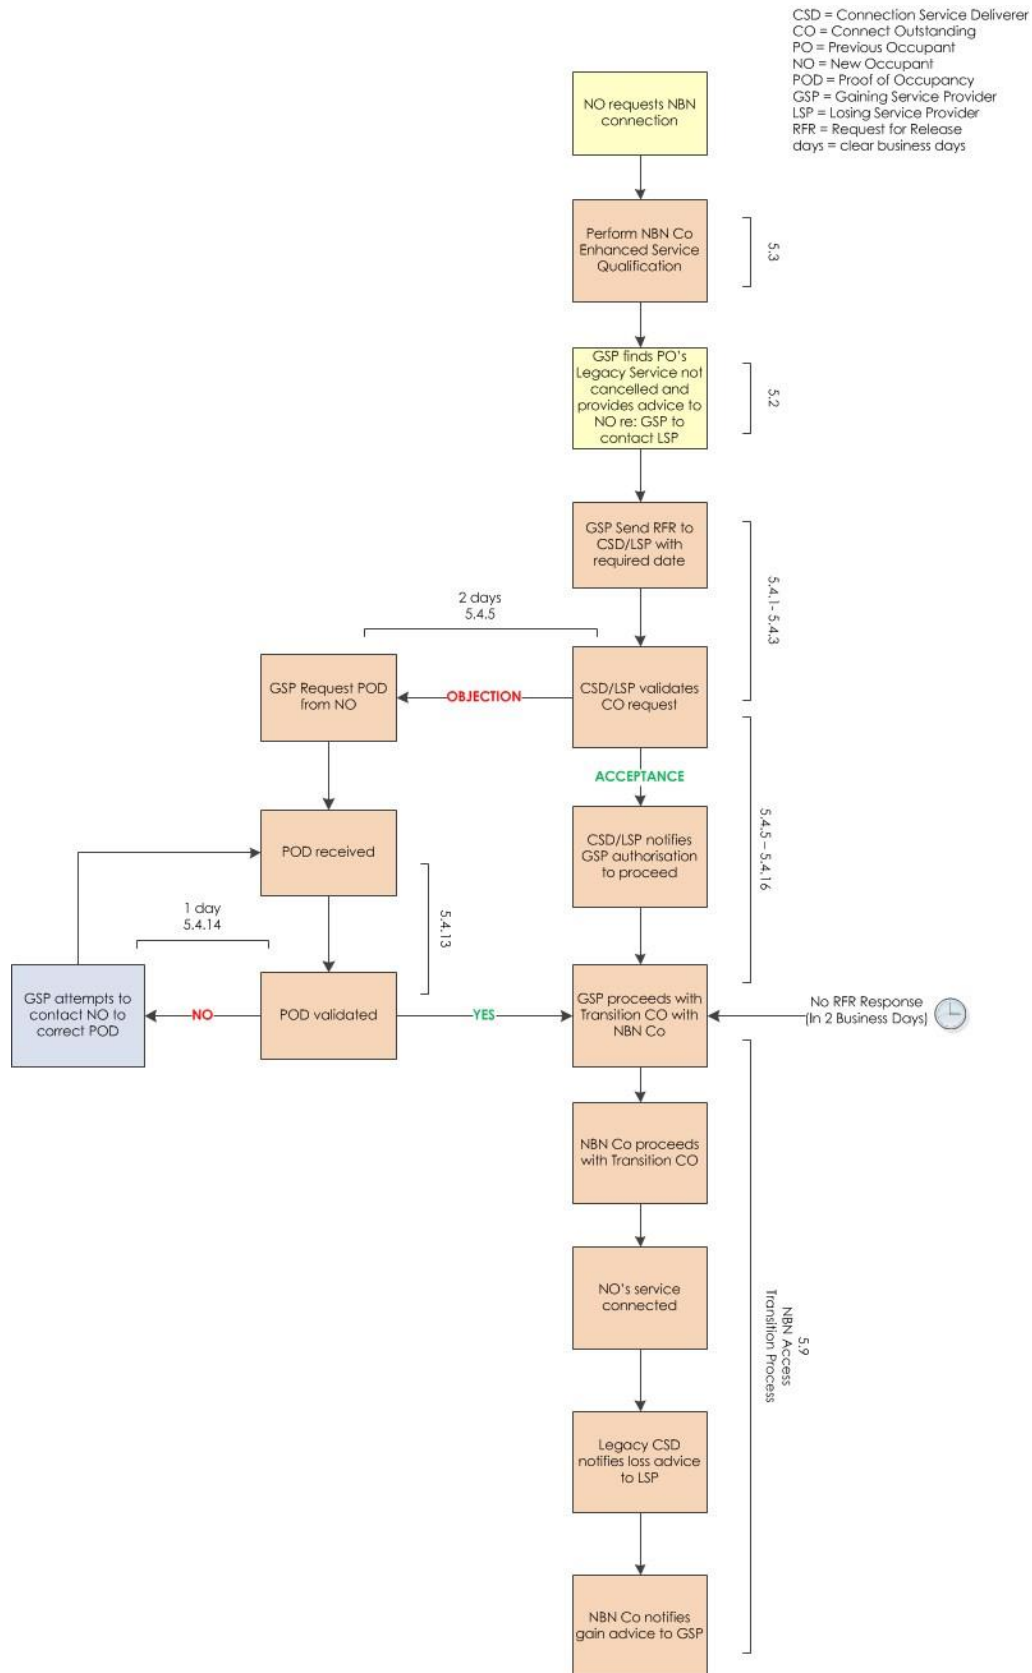 CSD = Connection Service Deliverer
CO = Connect Outstanding
PO = Previous Occupant
NO = New Occupant
POD = Proof of Occupancy
GSP = Gaining Service Provider
LSP = Losing Service Provider
RFR = Request for Release
days = clear business days
NO requests NBN
connection
Perform NBN Co
Enhanced Service
Qualification
5.3
GSP finds PO's
Legacy Service not
cancelled and
provides advice to
NO re: GSP to
contact LSP
5.2
GSP Send RFR to
CSD/LSP with
required date
5.4.1- 5.4.3
2 days
5.4.5
GSP Request POD
from NO
OBJECTION
CSD/LSP validates
CO request
ACCEPTANCE
POD received
CSD/LSP notifies
GSP authorisation
to proceed
5.4.5 – 5.4.16
5.4.13
1 day
5.4.14
GSP attempts to
contact NO to
correct POD
NO
POD validated
YES
GSP proceeds with
Transition CO with
NBN Co
No RFR Response
(In 2 Business Days)
NBN Co proceeds
with Transition CO
NO's service
connected
5.9
NBN Access
Transition Process
Legacy CSD
notifies loss advice
to LSP
NBN Co notifies
gain advice to GSP